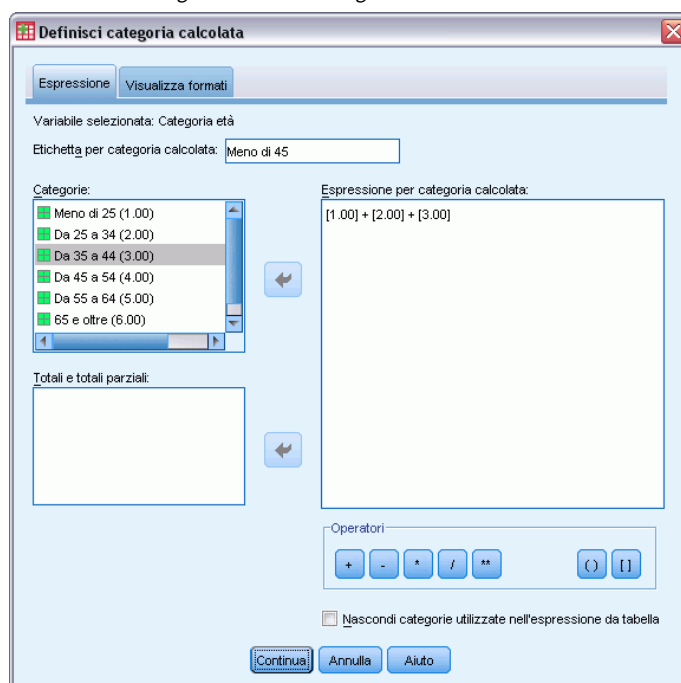 Definisci categoria calcolata
Espressione
Visualizza formati
Variabile selezionata: Categoria età
Etichetta per categoria calcolata: Meno di 45
Categorie:
Meno di 25 (1.00)
Da 25 a 34 (2.00)
Da 35 a 44 (3.00)
Da 45 a 54 (4.00)
Da 55 a 64 (5.00)
65 e oltre (6.00)
Espressione per categoria calcolata:
[1.00] + [2.00] + [3.00]
Totali e totali parziali:
Operatori
+ - * / ** ( ) [ ]
Nascondi categorie utilizzate nell'espressione da tabella
Continua Annulla Aiuto